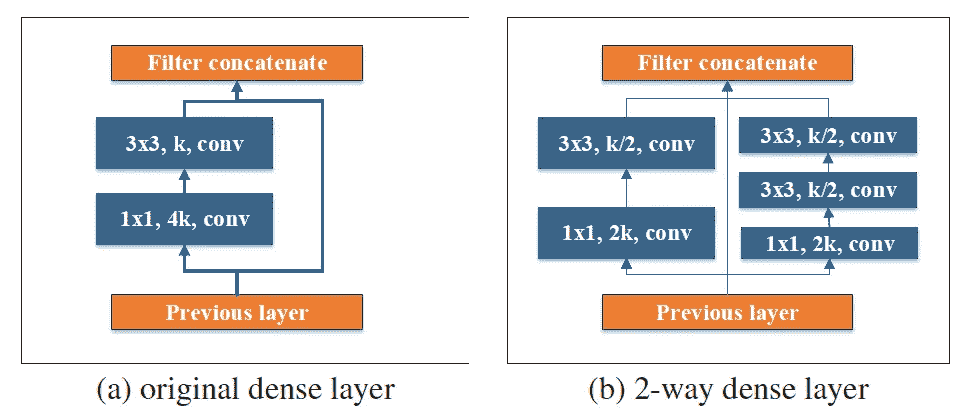 Filter concatenate
3x3, k, conv
1x1, 4k, conv
Previous layer
(a) original dense layer
Filter concatenate
3x3, k/2, conv
1x1, 2k, conv
3x3, k/2, conv
3x3, k/2, conv
1x1, 2k, conv
Previous layer
(b) 2-way dense layer